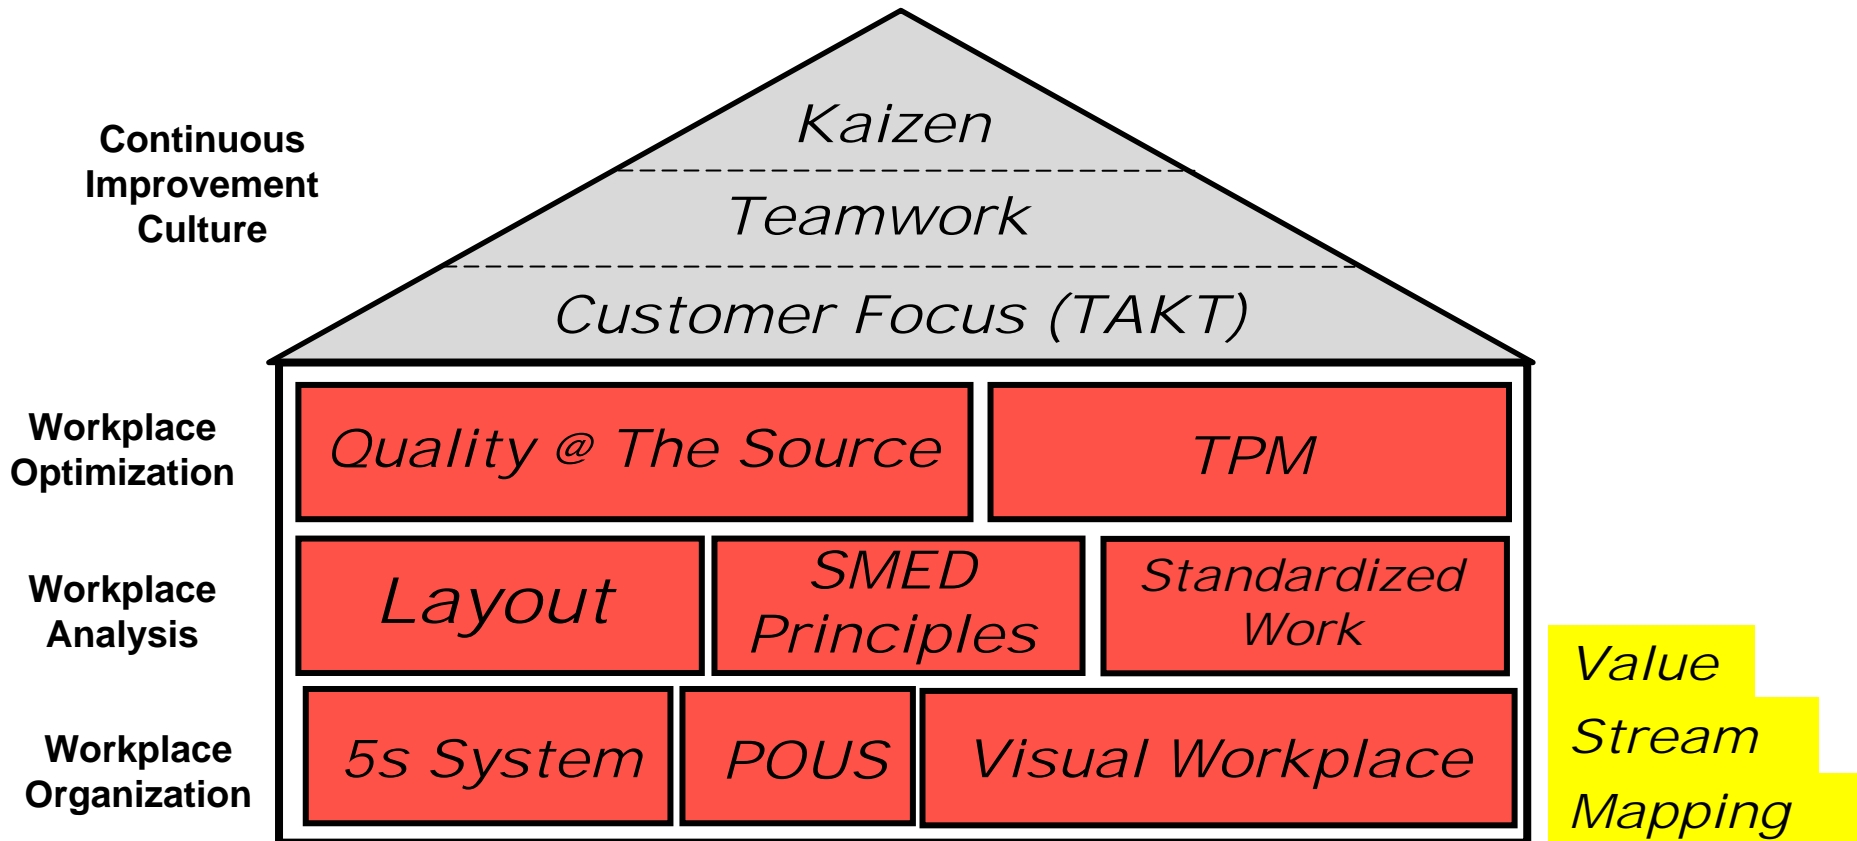 Kaizen
Continuous
Improvement
Culture
Teamwork
Customer Focus (TAKT)
Workplace
Optimization
Quality @ The Source
TPM
Workplace
Analysis
Layout
SMED
Principles
Standardized
Work
Workplace
Organization
5s System
POUS
Visual Workplace
Value
Stream
Mapping